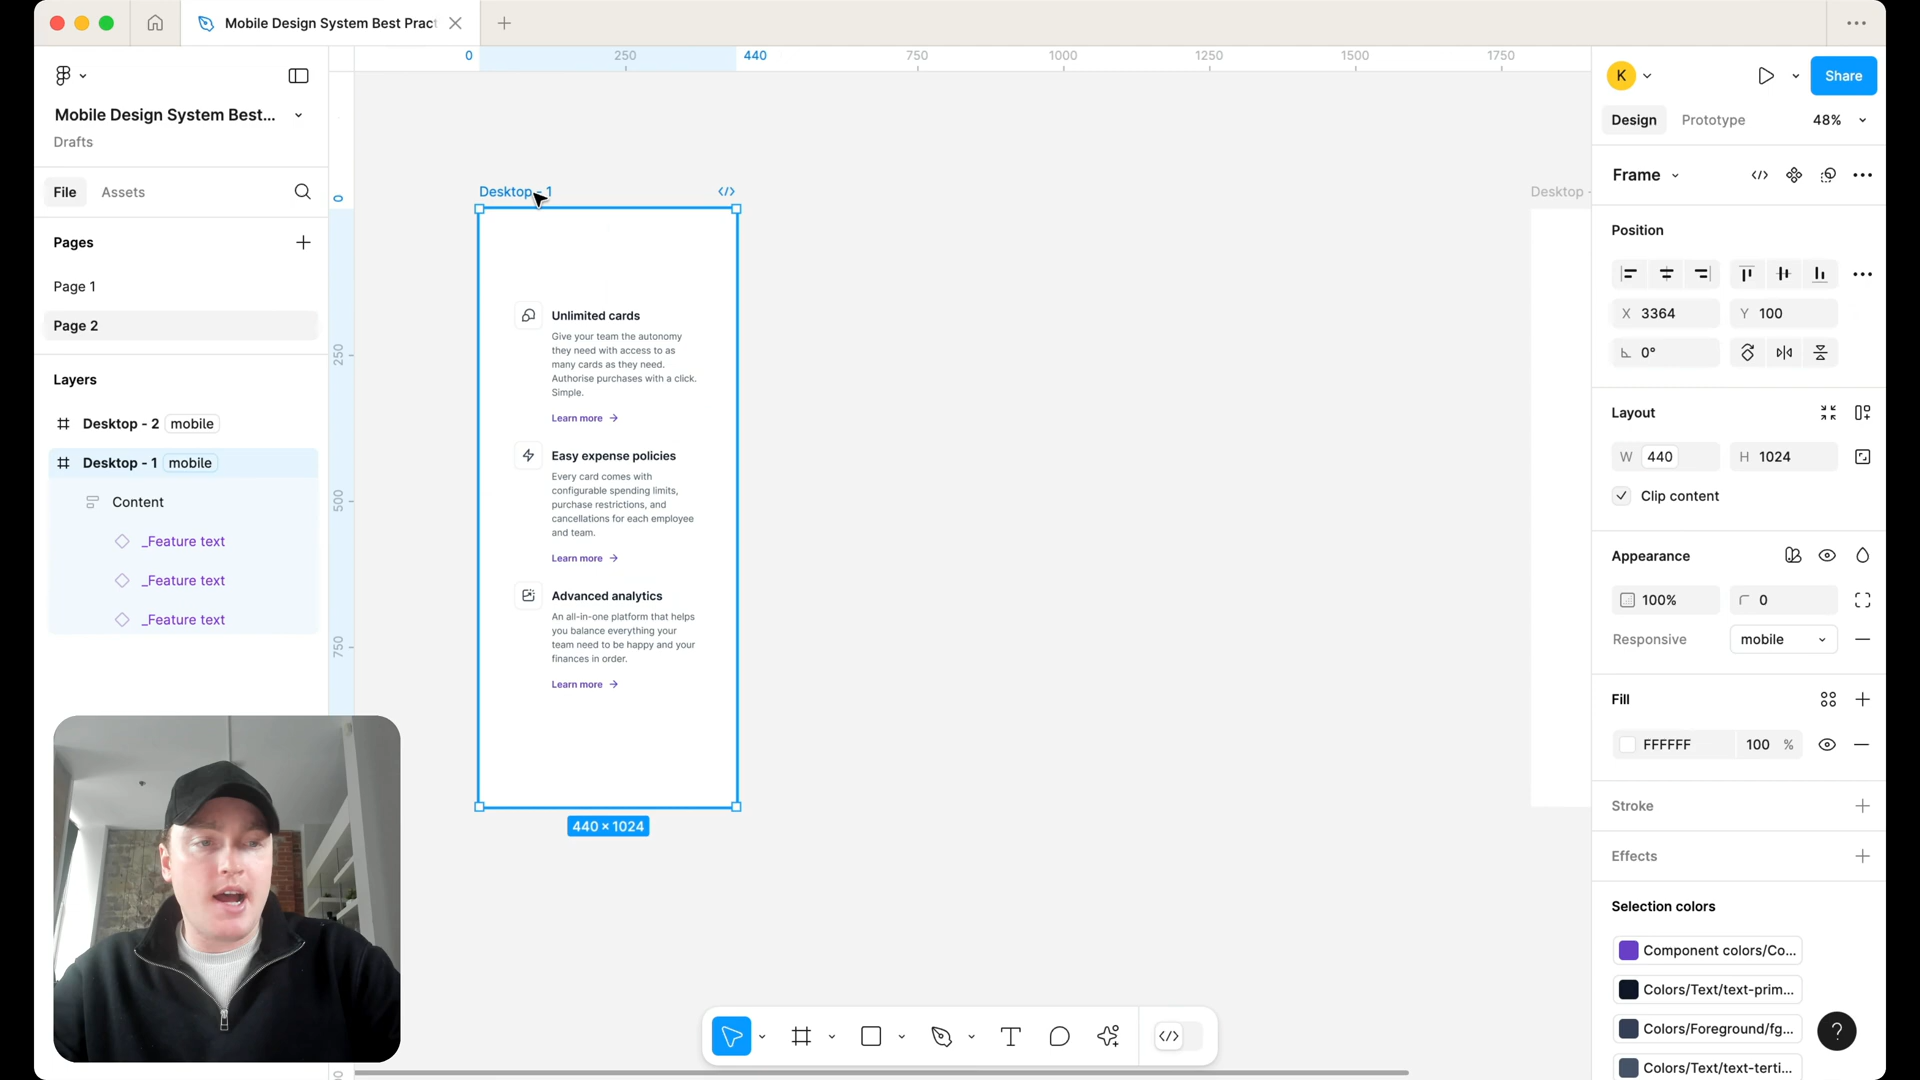 Mobile Design System Best Prac
Mobile Design System Best...
Drafts
File
Assets
Pages
Page 1
Page 2
Layers
Desktop - 2 mobile
Desktop - 1 mobile
Content
_Feature text
_Feature text
_Feature text
0
250
440
750
1000
1250
1500
1750
0
250
500
750
Desktop - 1
Unlimited cards
Give your team the autonomy
they need with access to as
many cards as they need.
Authorise purchases with a click.
Simple.
Learn more
Easy expense policies
Every card comes with
configurable spending limits,
purchase restrictions, and
cancellations for each employee
and team.
Learn more
Advanced analytics
An all-in-one platform that helps
you balance everything your
team need to be happy and your
finances in order.
Learn more
440 × 1024
Desktop -
K
Share
Design
Prototype
48%
Frame
Position
X 3364
Y 100
0°
Layout
W 440
H 1024
Clip content
Appearance
100%
0
Responsive
mobile
Fill
FFFFFF
100 %
Stroke
Effects
Selection colors
Component colors/Co...
Colors/Text/text-prim...
Colors/Foreground/fg...
Colors/Text/text-terti...
?